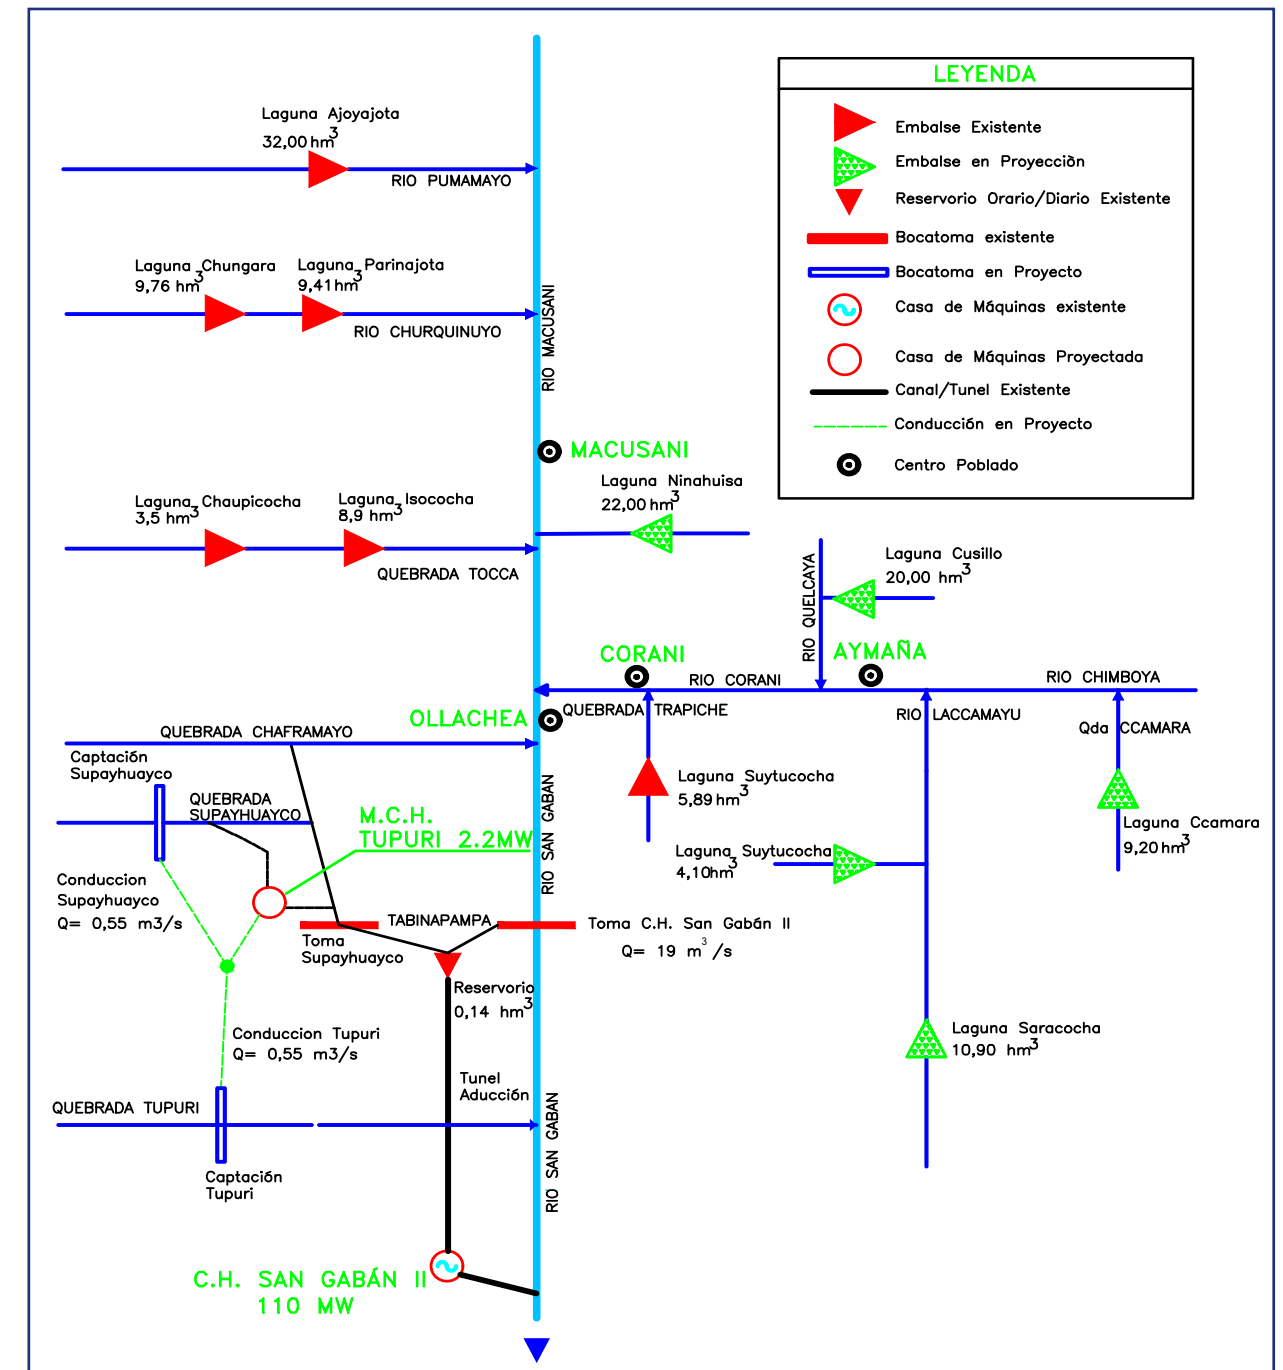 LEYENDA
Embalse Existente
Embalse en Proyección
Reservorio Orario/Diario Existente
Bocatoma existente
Bocatoma en Proyecto
Casa de Máquinas existente
Casa de Máquinas Proyectada
Canal/Tunel Existente
Conducción en Proyecto
Centro Poblado
Laguna Ajoyajota
32,00 hm3
RIO PUMAMAYO
Laguna Chungara
9,76 hm3
Laguna Parinajota
9,41 hm3
RIO CHURQUINUYO
RIO MACUSANI
MACUSANI
Laguna Ninahuisa
22,00 hm3
Laguna Chaupicocha
3,5 hm3
Laguna Isococha
8,9 hm3
QUEBRADA TOCCA
Laguna Cusillo
20,00 hm3
RIO QUELCAYA
CORANI
AYMAÑA
RIO CORANI
RIO CHIMBOYA
OLLACHEA
QUEBRADA TRAPICHE
RIO LACCAMAYU
Qda CCAMARA
QUEBRADA CHAFRAMAYO
Captación
Supayhuayco
QUEBRADA
SUPAYHUAYCO
M.C.H.
TUPURI 2.2MW
RIO SAN GABAN
Laguna Suytucocha
5,89 hm3
Laguna Suytucocha
4,10 hm3
Laguna Ccamara
9,20 hm3
Conduccion
Supayhuayco
Q= 0,55 m3/s
TABINAPAMPA
Toma
Supayhuayco
Toma C.H. San Gabán II
Q= 19 m3/s
Reservorio
0,14 hm3
Conduccion Tupuri
Q= 0,55 m3/s
Laguna Saracocha
10,90 hm3
Tunel
Aducción
QUEBRADA TUPURI
RIO SAN GABAN
Captación
Tupuri
C.H. SAN GABÁN II
110 MW